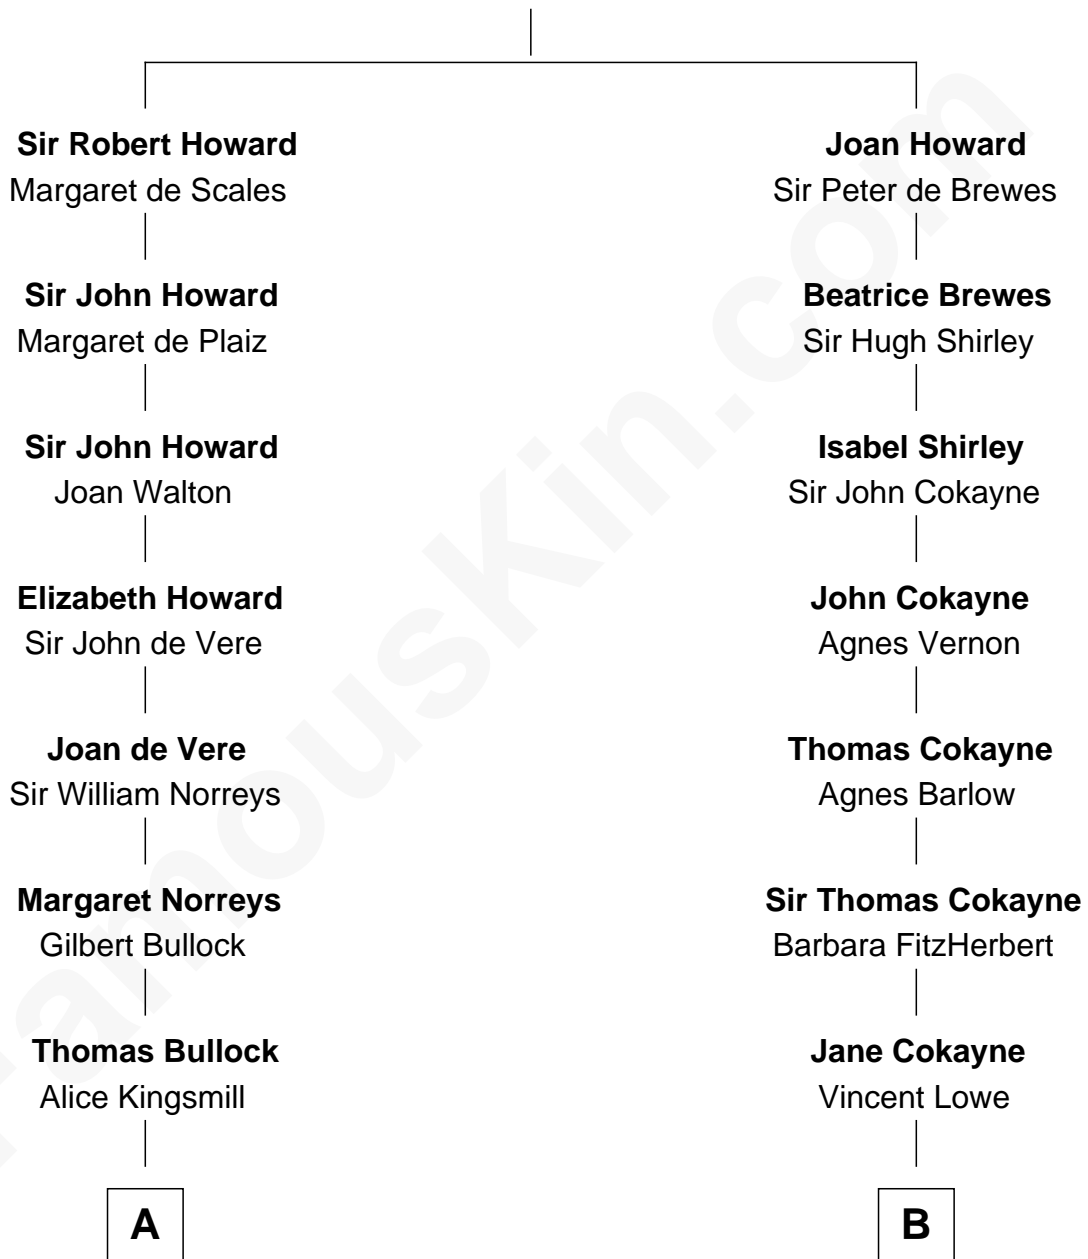 Sir Robert Howard
Margaret de Scales
Sir John Howard
Margaret de Plaiz
Sir John Howard
Joan Walton
Elizabeth Howard
Sir John de Vere
Joan de Vere
Sir William Norreys
Margaret Norreys
Gilbert Bullock
Thomas Bullock
Alice Kingsmill
A
Joan Howard
Sir Peter de Brewes
Beatrice Brewes
Sir Hugh Shirley
Isabel Shirley
Sir John Cokayne
John Cokayne
Agnes Vernon
Thomas Cokayne
Agnes Barlow
Sir Thomas Cokayne
Barbara FitzHerbert
Jane Cokayne
Vincent Lowe
B
FamousKin.com